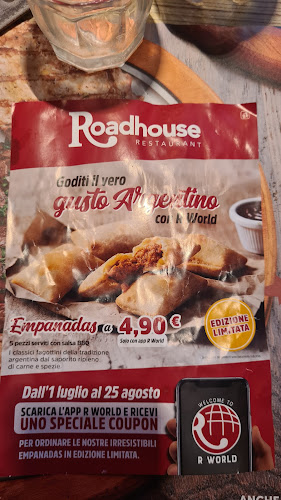 Roadhouse
RESTAURANT
Goditi il vero
gusto Argentino
con R World
Empanadas a 4,90€
Solo con app R World
EDIZIONE
LIMITATA
5 pezzi serviti con salsa BBQ
I classici fagottini della tradizione
argentina dal saporito ripieno
di carne e spezie
Dall'1 luglio al 25 agosto
SCARICA L'APP R WORLD E RICEVI
UNO SPECIALE COUPON
PER ORDINARE LE NOSTRE IRRESISTIBILI
EMPANADAS IN EDIZIONE LIMITATA.
WELCOME TO
R
R WORLD
ANCHE